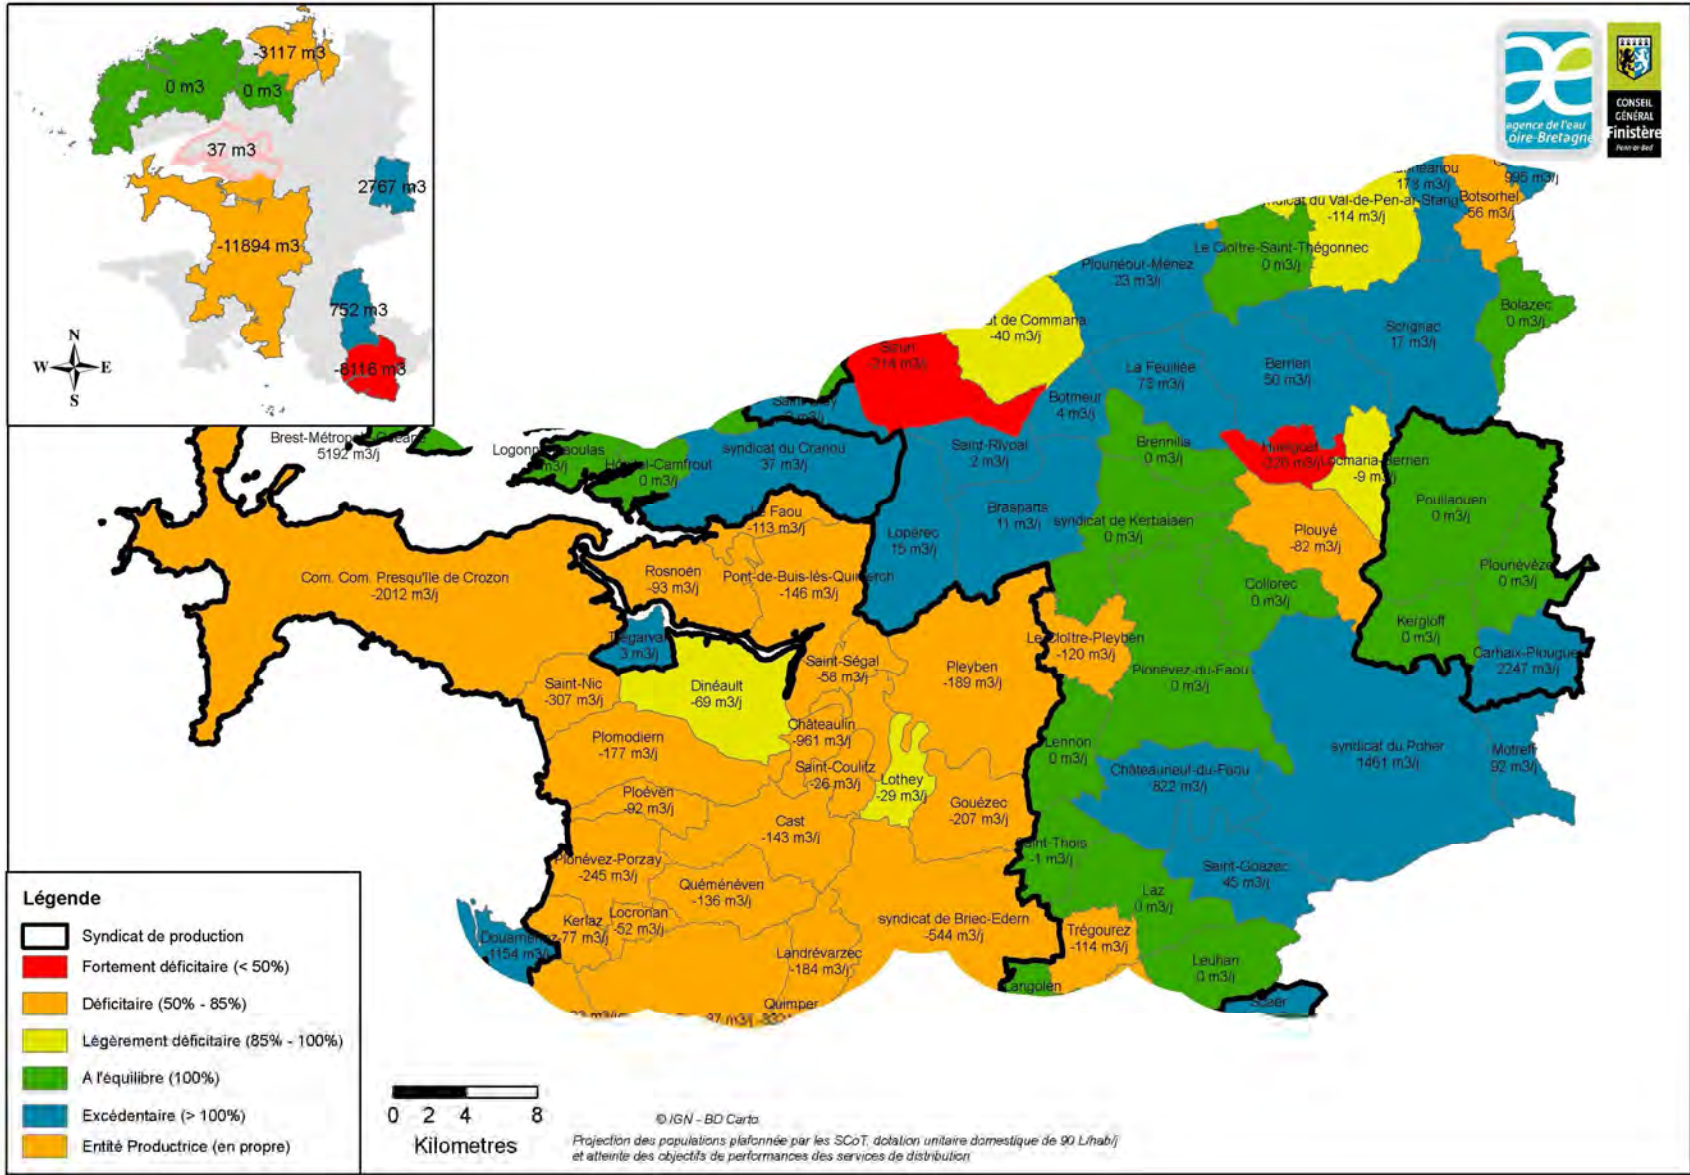 -3117 m3
0 m3
0 m3
37 m3
2767 m3
-11894 m3
752 m3
-8116 m3
N
W E
S
agence de l'eau
Loire-Bretagne
CONSEIL
GÉNÉRAL
Finistère
Penn-ar-Bed
178 m3/j
995 m3/j
Botsorhel
-56 m3/j
syndicat du Val-de-Pen-ar-Stang
-114 m3/j
Le Cloître-Saint-Thégonnec
0 m3/j
Plounéour-Ménez
23 m3/j
Bolazec
0 m3/j
Scrignac
17 m3/j
de Commana
-40 m3/j
Sizun
-214 m3/j
La Feuillée
73 m3/j
Berrien
50 m3/j
Botmeur
4 m3/j
Brest-Métropole-Océane
5192 m3/j
Hôpital-Camfrout
0 m3/j
syndicat du Cranou
37 m3/j
Saint-Rivoal
2 m3/j
Brennilis
0 m3/j
Huelgoat
-226 m3/j
Locmaria-Berrien
-9 m3/j
Poullaouen
0 m3/j
Le Faou
-113 m3/j
Lopérec
15 m3/j
Brasparts
11 m3/j
syndicat de Kerbalaen
0 m3/j
Plouyé
-82 m3/j
Plounévézel
0 m3/j
Com. Com. Presqu'Ile de Crozon
-2012 m3/j
Rosnoën
-93 m3/j
Pont-de-Buis-lès-Quimerch
-146 m3/j
Collorec
0 m3/j
Kergloff
0 m3/j
Trégarvan
3 m3/j
Le Cloître-Pleyben
-120 m3/j
Carhaix-Plouguer
2247 m3/j
Saint-Nic
-307 m3/j
Dinéault
-69 m3/j
Saint-Ségal
-58 m3/j
Pleyben
-189 m3/j
Plonévez-du-Faou
0 m3/j
Plomodiern
-177 m3/j
Châteaulin
-961 m3/j
Lennon
0 m3/j
syndicat du Poher
1461 m3/j
Motreff
92 m3/j
Saint-Coulitz
-26 m3/j
Lothey
-29 m3/j
Châteauneuf-du-Faou
822 m3/j
Ploéven
-92 m3/j
Gouézec
-207 m3/j
Cast
-143 m3/j
Saint-Thois
-1 m3/j
Plonévez-Porzay
-245 m3/j
Saint-Goazec
45 m3/j
Quéménéven
-136 m3/j
Laz
0 m3/j
Kerlaz
-77 m3/j
Locronan
-52 m3/j
syndicat de Briec-Edern
-544 m3/j
Trégourez
-114 m3/j
Douarnenez
-1154 m3/j
Landrévarzec
-184 m3/j
Leuhan
0 m3/j
Langolen
Scaër
Quimper
Légende
Syndicat de production
Fortement déficitaire (< 50%)
Déficitaire (50% - 85%)
Légèrement déficitaire (85% - 100%)
A l'équilibre (100%)
Excédentaire (> 100%)
Entité Productrice (en propre)
0 2 4 8
Kilometres
© IGN - BD Carto
Projection des populations plafonnée par les SCoT, dotation unitaire domestique de 90 L/hab/j
et atteinte des objectifs de performances des services de distribution